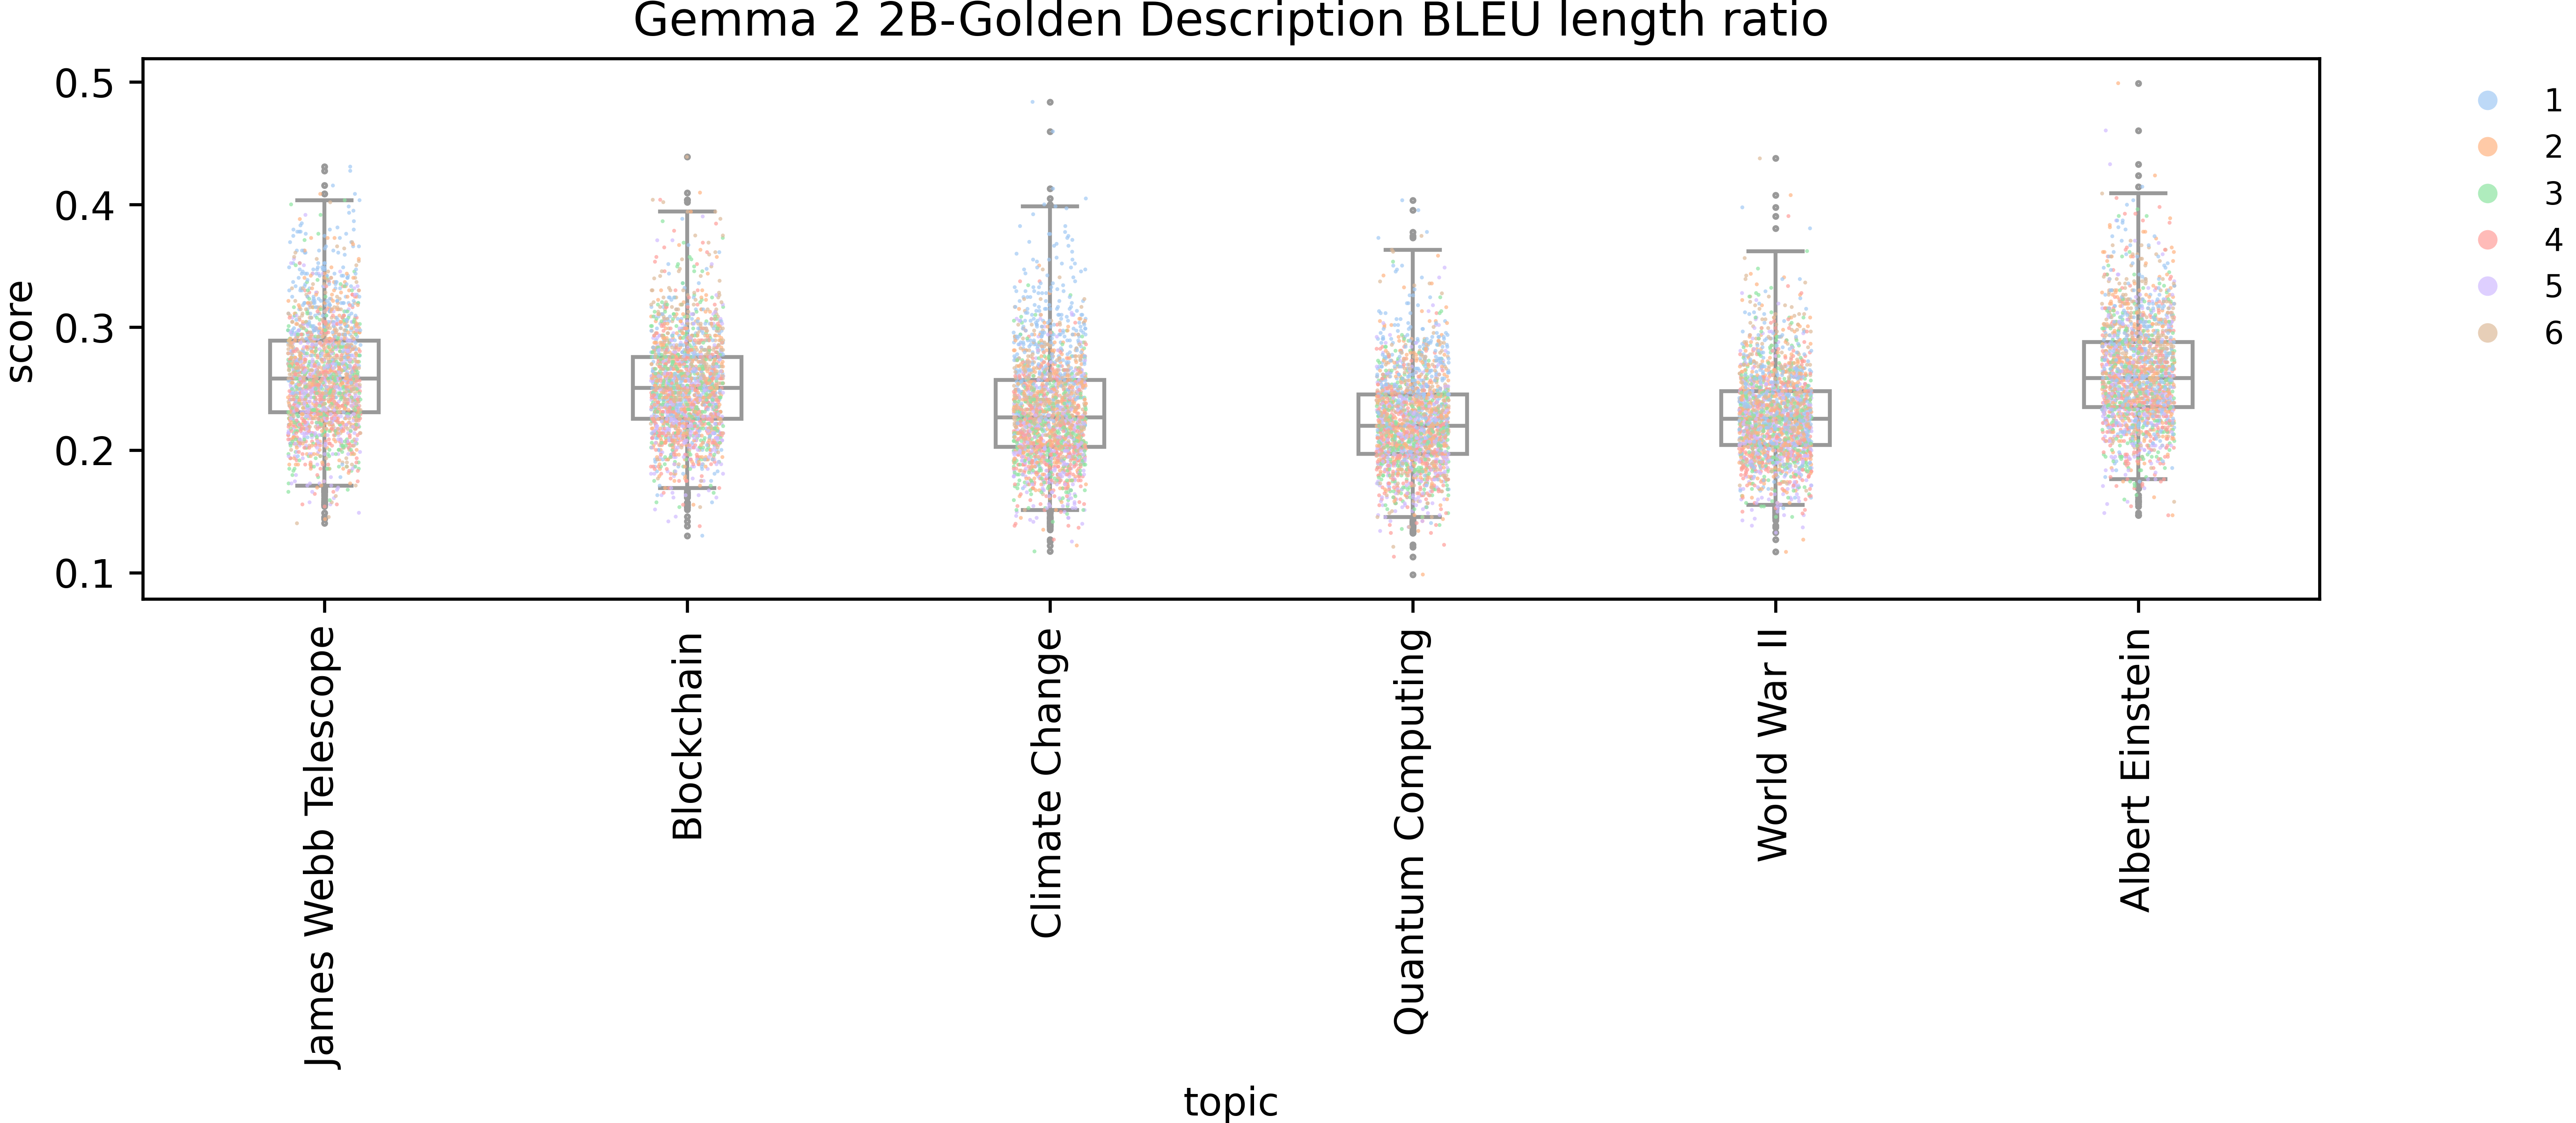 Gemma 2 2B-Golden Description BLEU length ratio
score
0.5
0.4
0.3
0.2
0.1
1
2
3
4
5
6
James Webb Telescope
Blockchain
Climate Change
Quantum Computing
World War II
Albert Einstein
topic